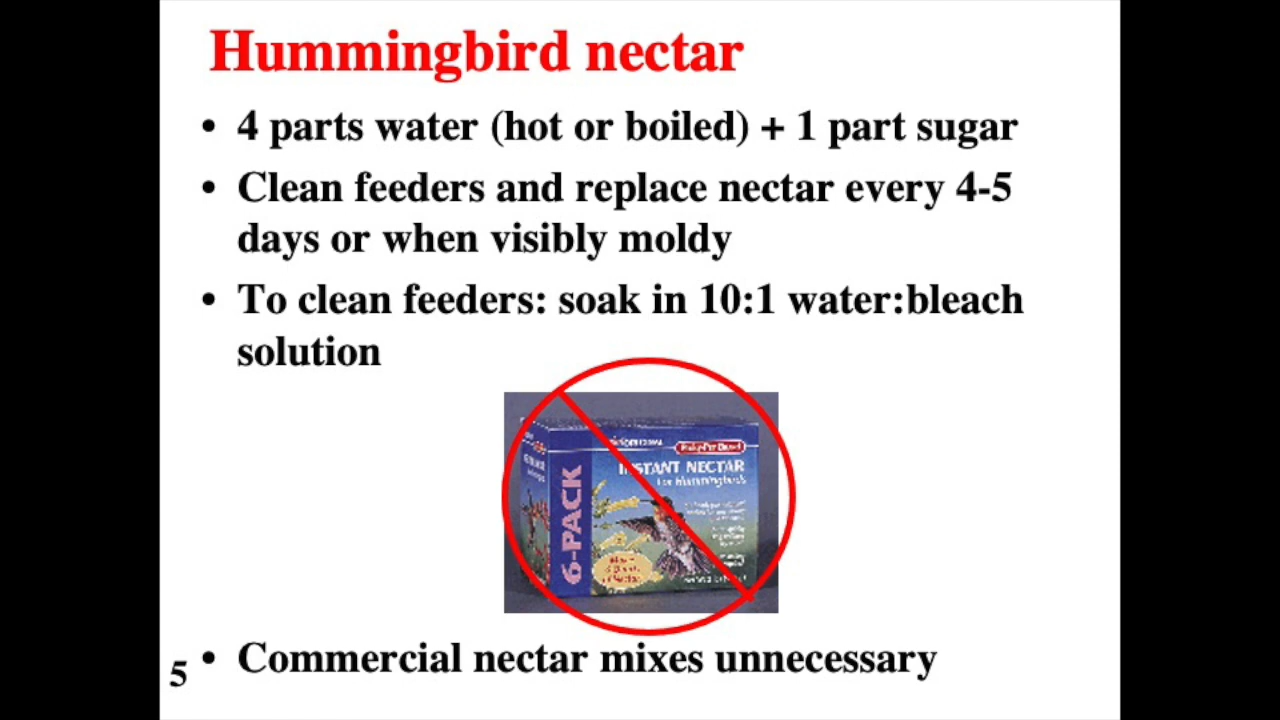 Hummingbird nectar
• 4 parts water (hot or boiled) + 1 part sugar
• Clean feeders and replace nectar every 4-5
days or when visibly moldy
• To clean feeders: soak in 10:1 water:bleach
solution
INSTANT NECTAR
For Hummingbirds
6-PACK
• Commercial nectar mixes unnecessary
5